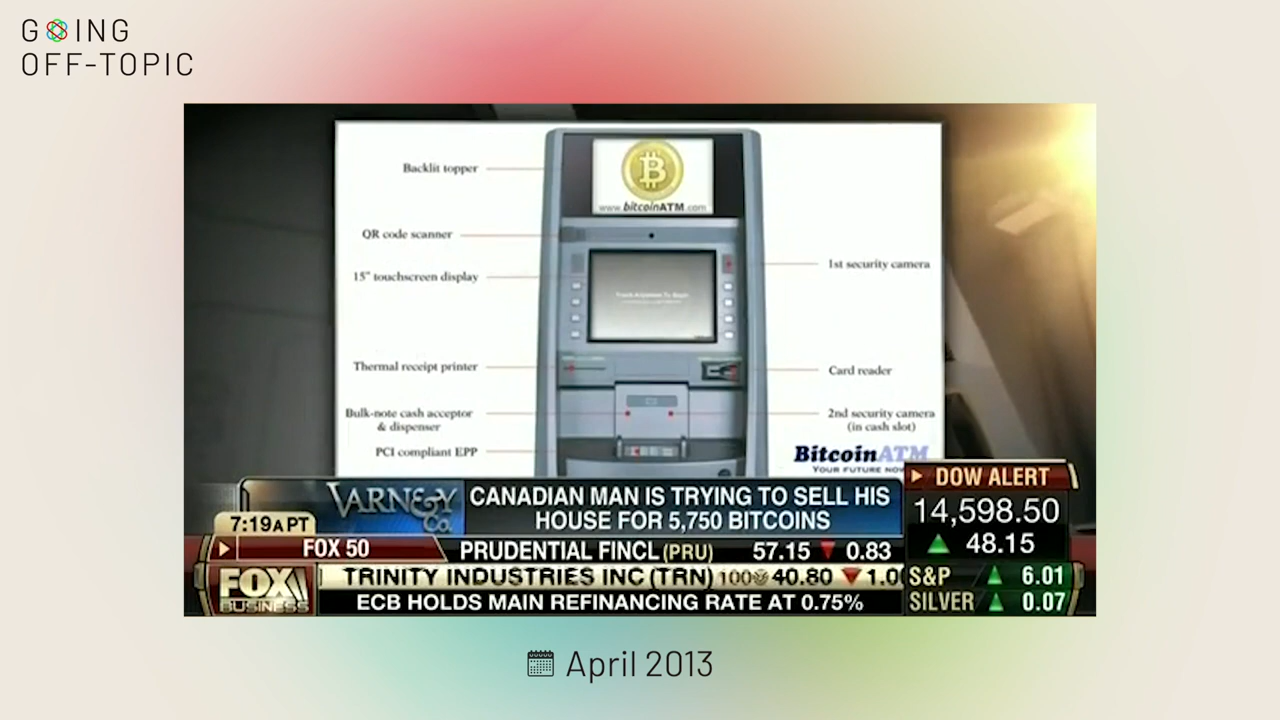 GOING
OFF-TOPIC
Backlit topper
www.bitcoinATM.com
QR code scanner
1st security camera
15" touchscreen display
Thermal receipt printer
Card reader
Bulk-note cash acceptor
& dispenser
2nd security camera
(in cash slot)
PCI compliant EPP
BitcoinATM
YOUR FUTURE NOW
VARNEY
& Co.
CANADIAN MAN IS TRYING TO SELL HIS
HOUSE FOR 5,750 BITCOINS
DOW ALERT
14,598.50
48.15
7:19A PT
FOX 50
PRUDENTIAL FINCL (PRU) 57.15 0.83
FOX
BUSINESS
TRINITY INDUSTRIES INC (TRN) 100@40.80 1.0
S&P 6.01
ECB HOLDS MAIN REFINANCING RATE AT 0.75%
SILVER 0.07
April 2013